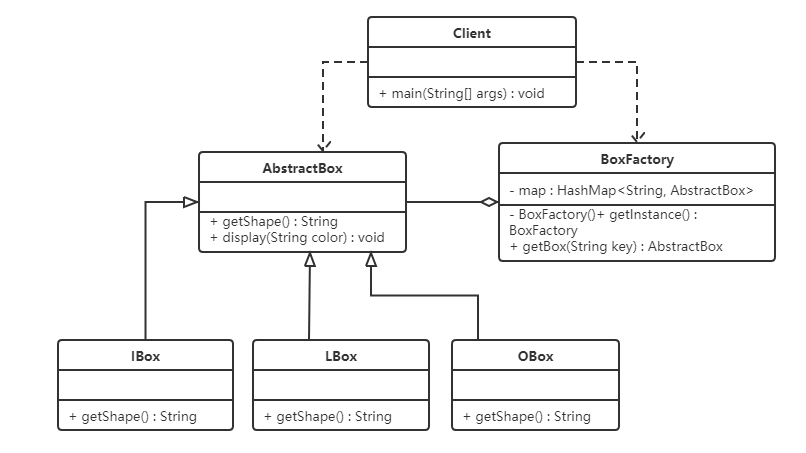 Client
+ main(String[] args) : void
AbstractBox
+ getShape() : String
+ display(String color) : void
BoxFactory
- map : HashMap<String, AbstractBox>
- BoxFactory()+ getInstance() :
BoxFactory
+ getBox(String key) : AbstractBox
IBox
+ getShape() : String
LBox
+ getShape() : String
OBox
+ getShape() : String